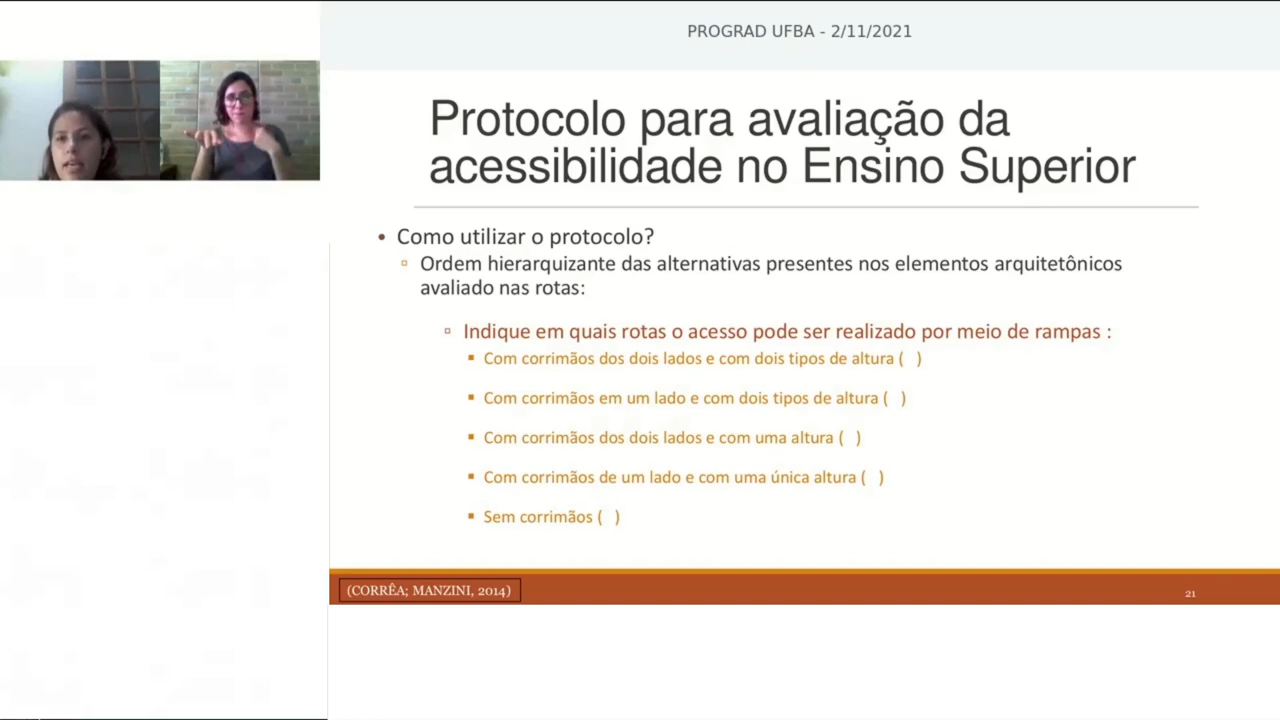 PROGRAD UFBA - 2/11/2021
Protocolo para avaliação da
acessibilidade no Ensino Superior
• Como utilizar o protocolo?
▫ Ordem hierarquizante das alternativas presentes nos elementos arquitetônicos
avaliado nas rotas:
▫ Indique em quais rotas o acesso pode ser realizado por meio de rampas :
▪ Com corrimãos dos dois lados e com dois tipos de altura ( )
▪ Com corrimãos em um lado e com dois tipos de altura ( )
▪ Com corrimãos dos dois lados e com uma altura ( )
▪ Com corrimãos de um lado e com uma única altura ( )
▪ Sem corrimãos ( )
(CORRÊA; MANZINI, 2014)
21